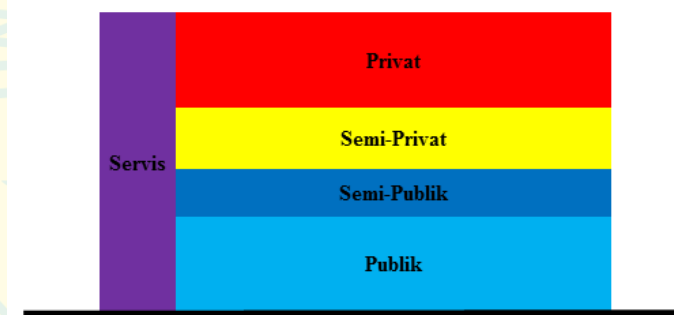 Privat
Semi-Privat
Servis
Semi-Publik
Publik